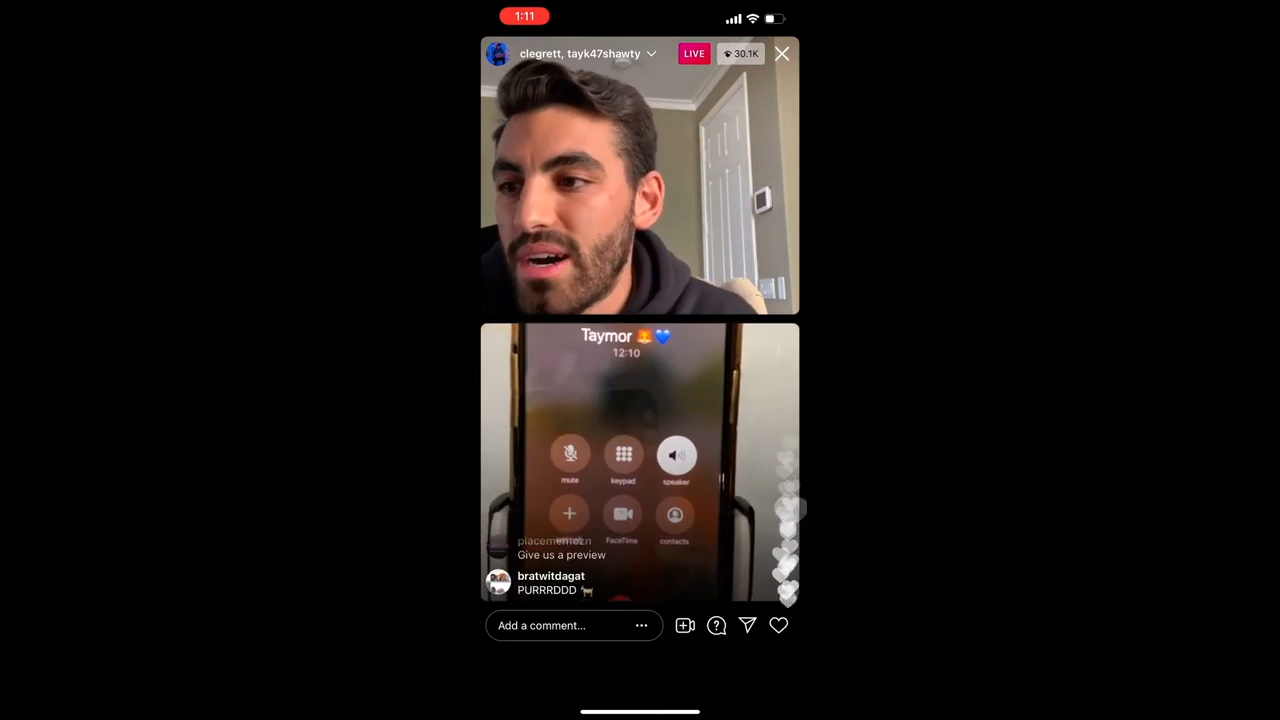 1:11
clegrett, tayk47shawty
LIVE
30.1K
Taymor 🦊💙
12:10
mute
keypad
speaker
FaceTime
contacts
Give us a preview
bratwitdagat
PURRRDDD 🐐
Add a comment...